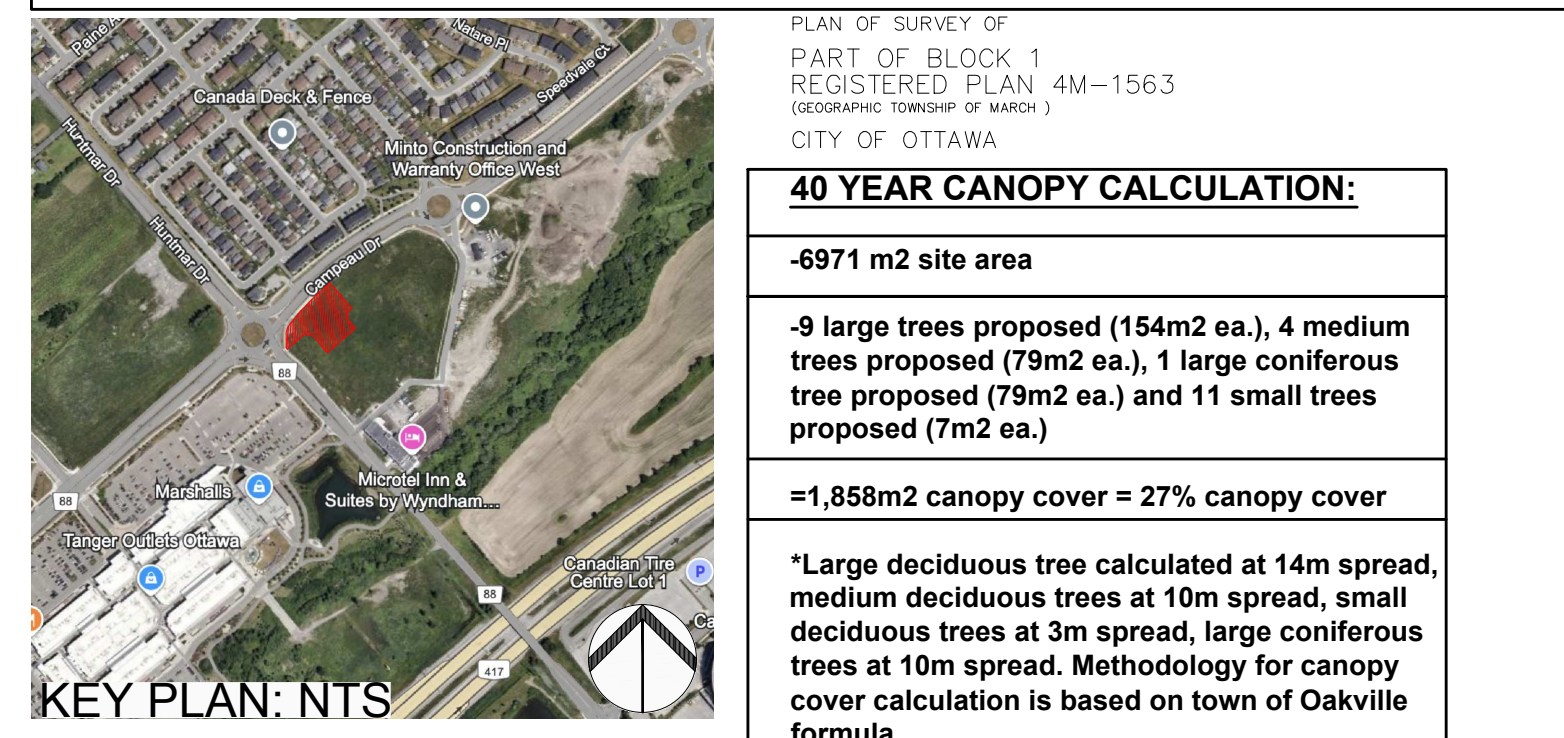 PLAN OF SURVEY OF
PART OF BLOCK 1
REGISTERED PLAN 4M-1563
(GEOGRAPHIC TOWNSHIP OF MARCH )
CITY OF OTTAWA
40 YEAR CANOPY CALCULATION:
-6971 m2 site area
-9 large trees proposed (154m2 ea.), 4 medium
trees proposed (79m2 ea.), 1 large coniferous
tree proposed (79m2 ea.) and 11 small trees
proposed (7m2 ea.)
=1,858m2 canopy cover = 27% canopy cover
*Large deciduous tree calculated at 14m spread,
medium deciduous trees at 10m spread, small
deciduous trees at 3m spread, large coniferous
trees at 10m spread. Methodology for canopy
cover calculation is based on town of Oakville
formula
Paine A
Natare Pl
Speedvale Ct
Canada Deck & Fence
Huntmar Dr
Minto Construction and
Warranty Office West
Huntmar Dr
Campeau Dr
88
Microtel Inn &
Suites by Wyndham...
Marshalls
88
Tanger Outlets Ottawa
Canadian Tire
Centre Lot 1
P
88
Ca
417
KEY PLAN: NTS